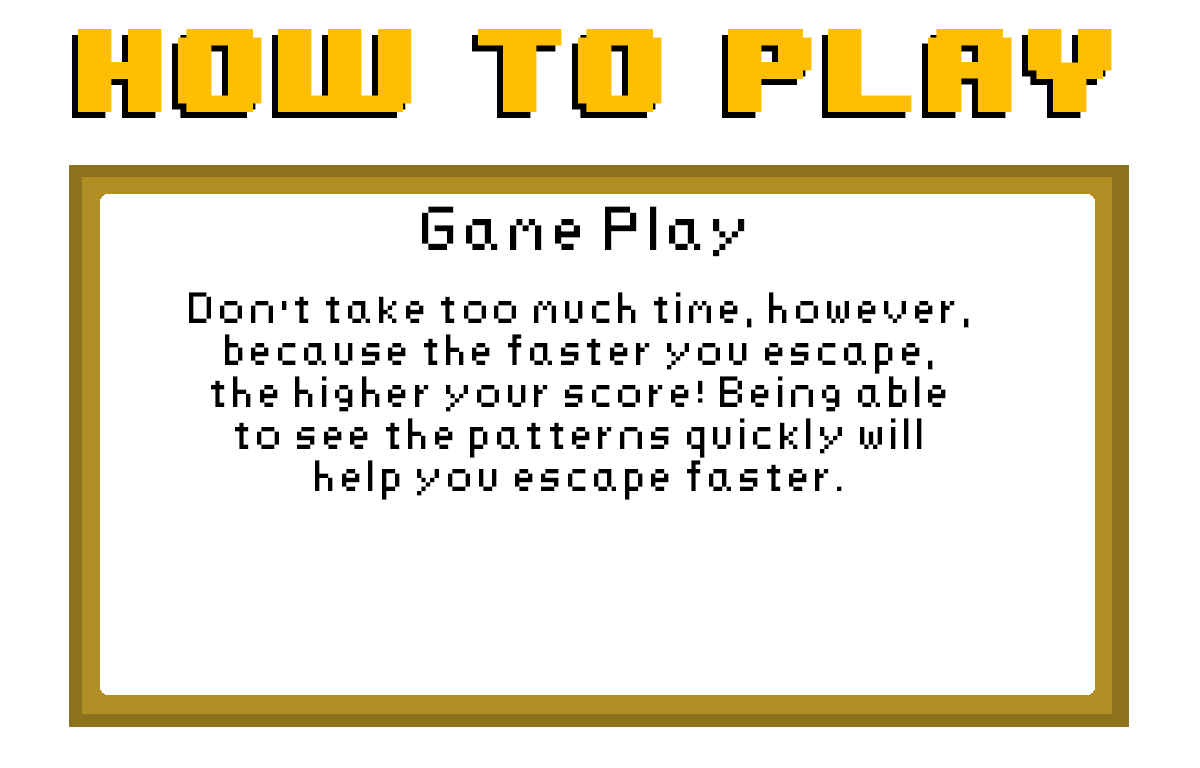 HOW TO PLAY
Game Play
Don't take too much time, however,
because the faster you escape,
the higher your score! Being able
to see the patterns quickly will
help you escape faster.